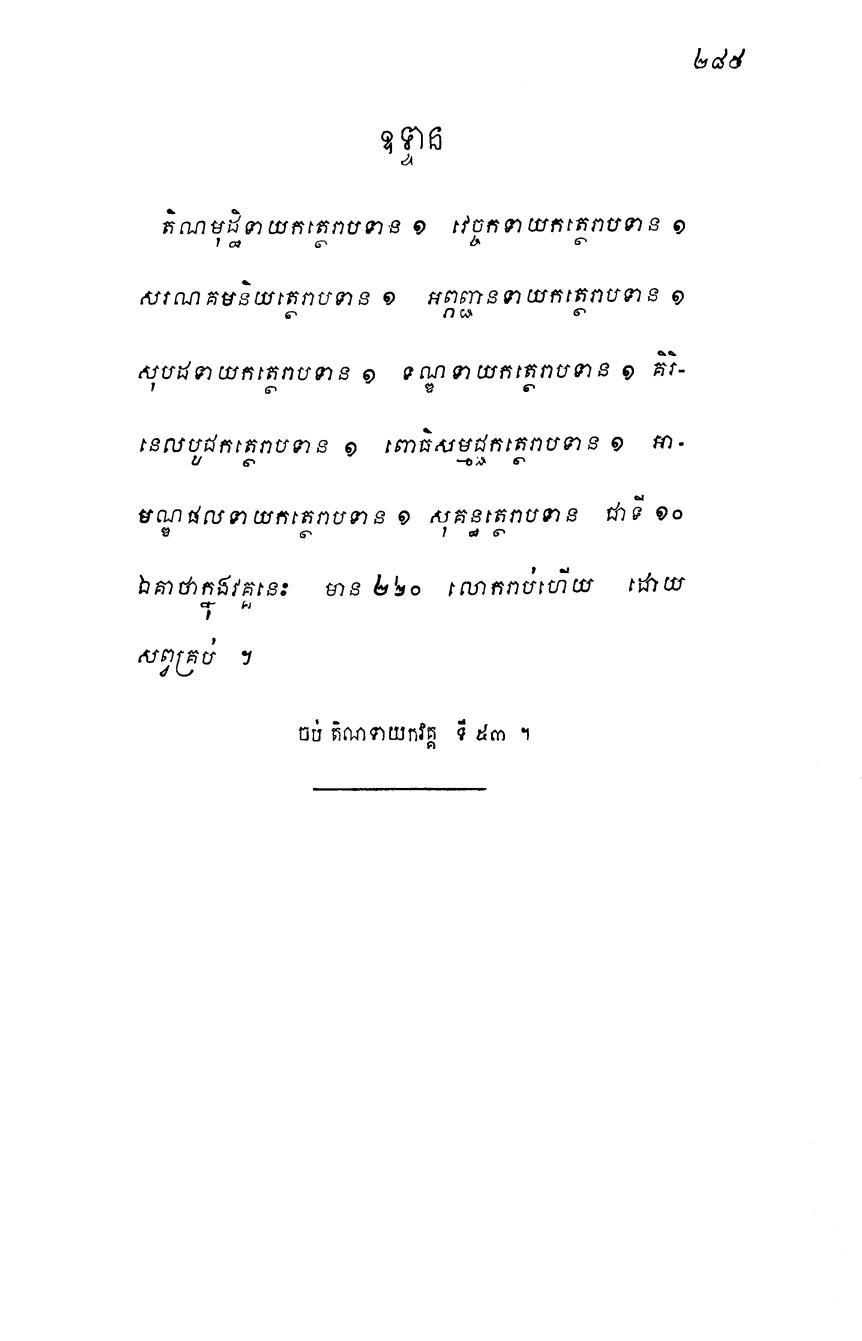 ២៨៥
ឧទ្ទាន
តិណមុដ្ឋិទាយកត្ថេរាបទាន ១ វេច្ចកទាយកត្ថេរាបទាន ១
សរណគមនិយត្ថេរាបទាន ១ អព្ភញ្ជនទាយកត្ថេរាបទាន ១
សុបដទាយកត្ថេរាបទាន ១ ទណ្ឌទាយកត្ថេរាបទាន ១ គិរិ-
នេលបូជកត្ថេរាបទាន ១ ពោធិសម្មជ្ជកត្ថេរាបទាន ១ អា-
មណ្ឌផលទាយកត្ថេរាបទាន ១ សុគន្ធត្ថេរាបទាន ជាទី ១០
ឯគាថាក្នុងវគ្គនេះ មាន ២៤០ លោករាប់ហើយ ដោយ
សព្វគ្រប់ ។
ចប់ តិណទាយកវគ្គ ទី ៥៣ ។